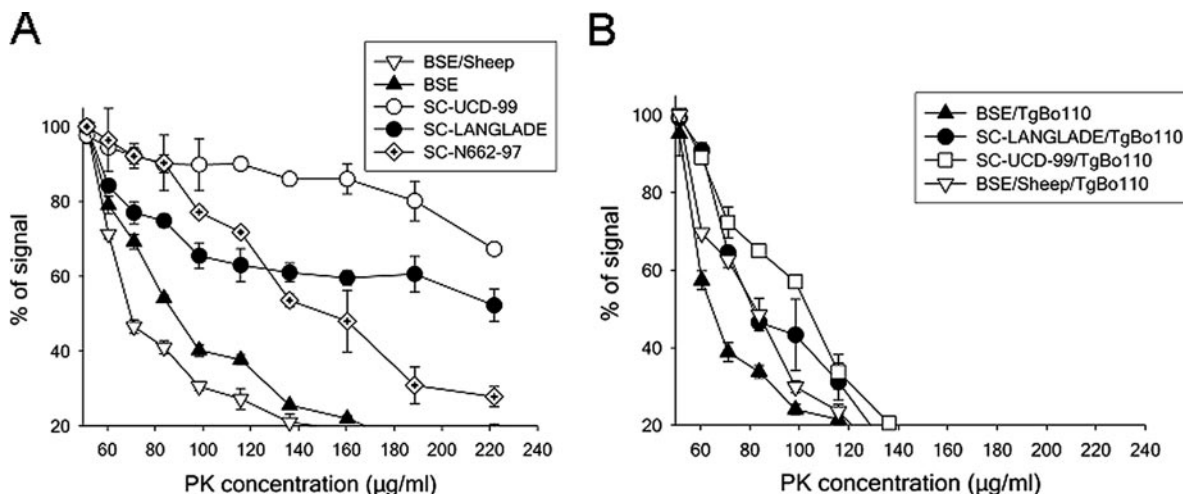 A
BSE/Sheep
BSE
SC-UCD-99
SC-LANGLADE
SC-N662-97
100
80
60
40
20
% of signal
40 60 80 100 120 140 160 180 200 220 240
PK concentration (µg/ml)
B
BSE/TgBo110
SC-LANGLADE/TgBo110
SC-UCD-99/TgBo110
BSE/Sheep/TgBo110
100
80
60
40
20
% of signal
40 60 80 100 120 140 160 180 200 220 240
PK concentration (µg/ml)